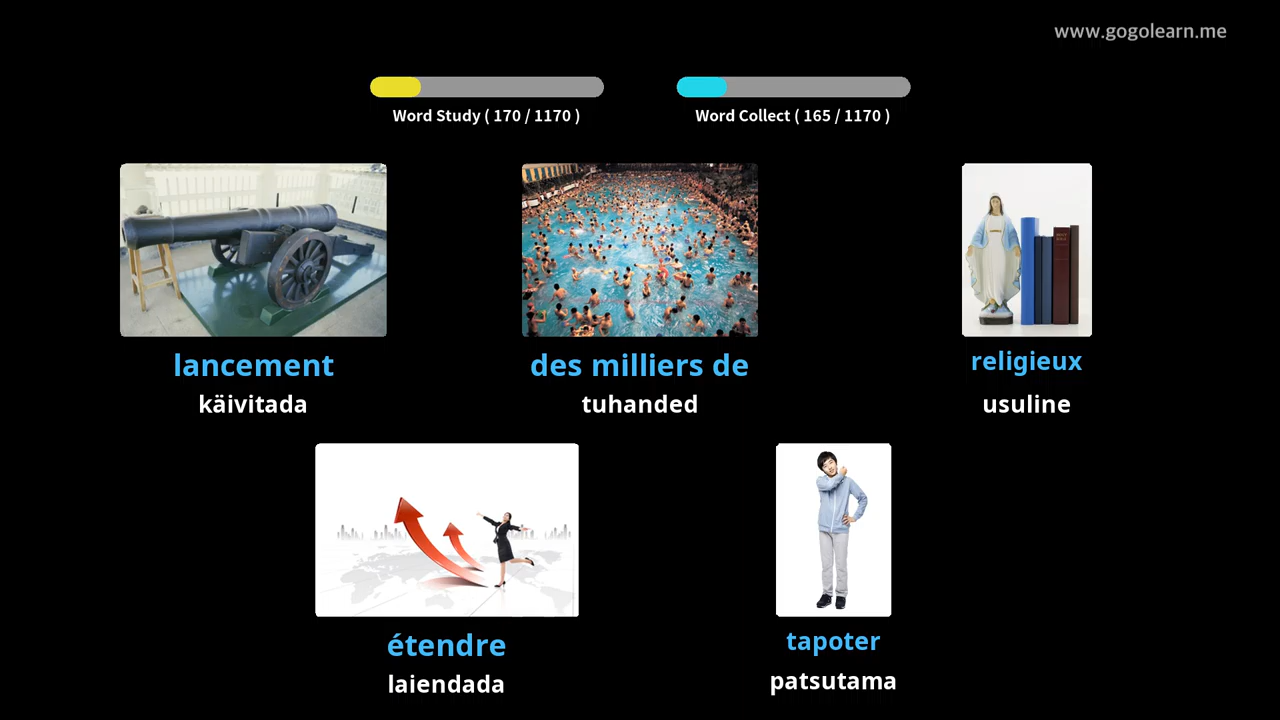 www.gogolearn.me
Word Study ( 170 / 1170 )
Word Collect ( 165 / 1170 )
lancement
käivitada
des milliers de
tuhanded
religieux
usuline
étendre
laiendada
tapoter
patsutama